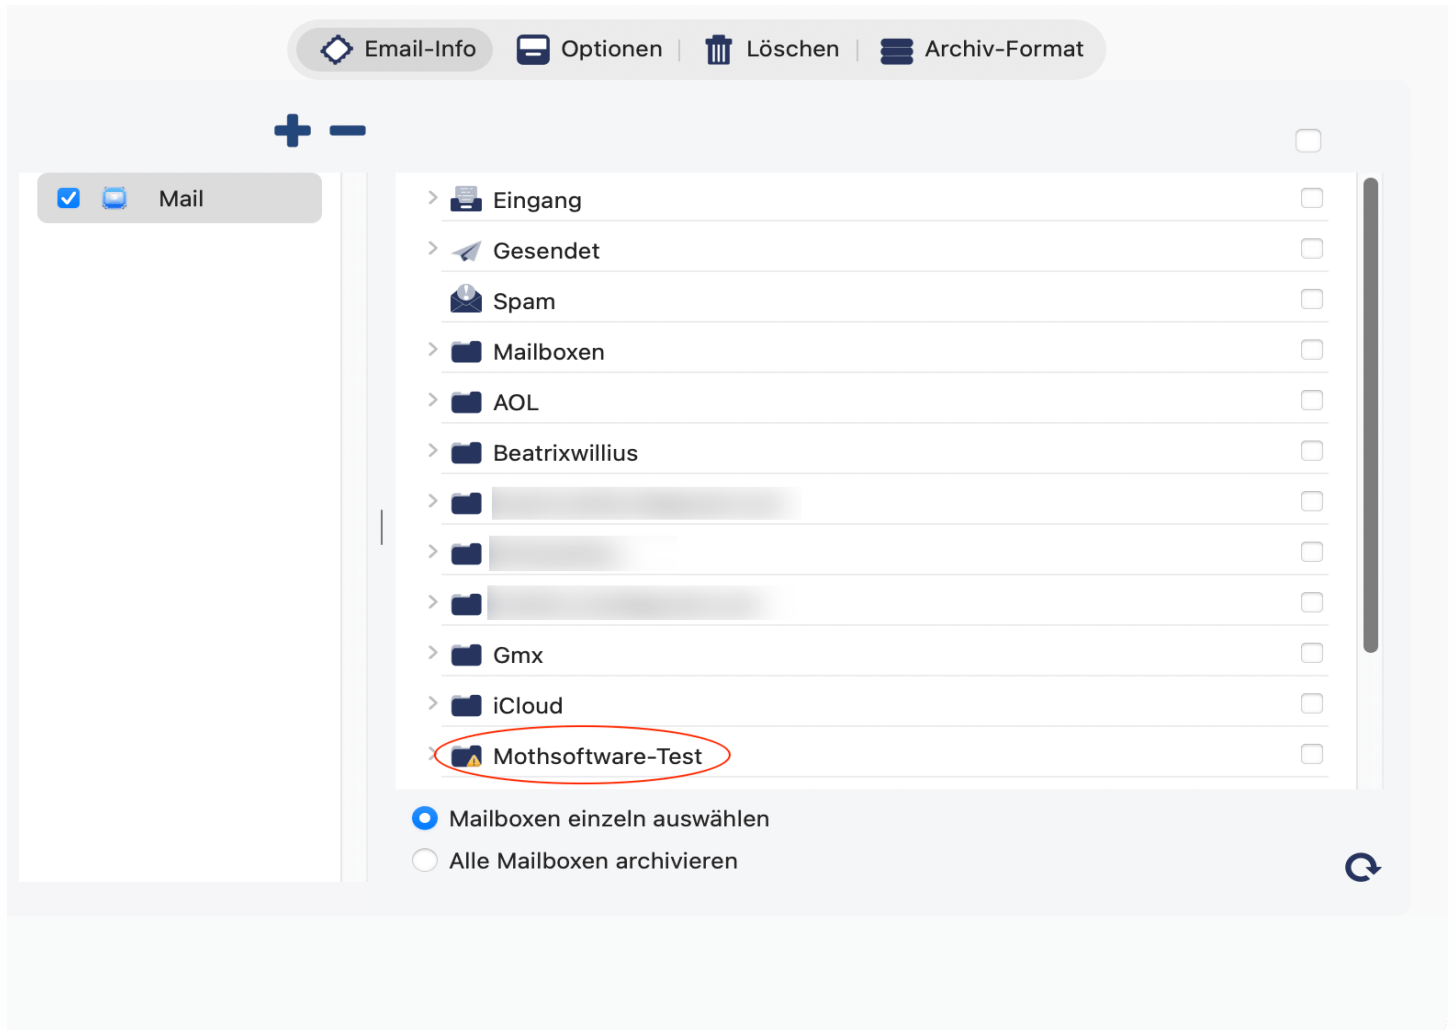 Email-Info Optionen Löschen Archiv-Format
Mail
Eingang
Gesendet
Spam
Mailboxen
AOL
Beatrixwillius
Gmx
iCloud
Mothsoftware-Test
Mailboxen einzeln auswählen
Alle Mailboxen archivieren